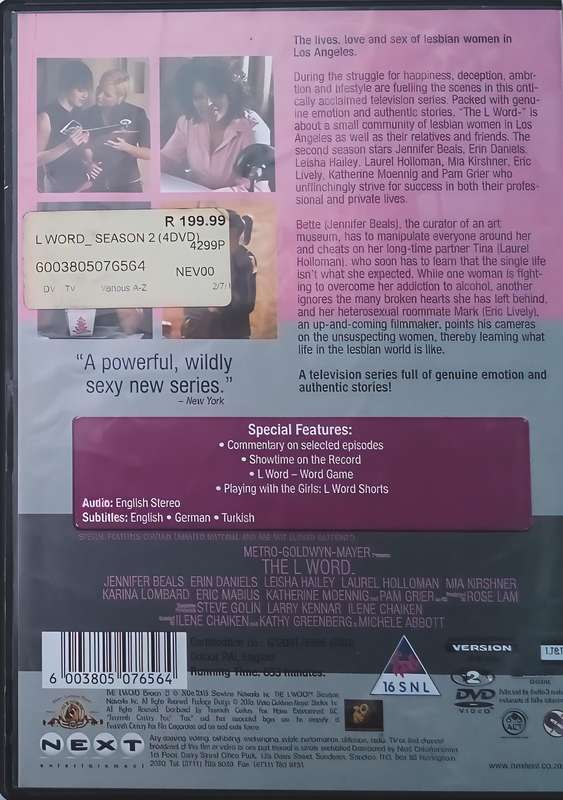 The lives, love and sex of lesbian women in
Los Angeles.
During the struggle for happiness, deception, ambi-
tion and lifestyle are fuelling the scenes in this criti-
cally acclaimed television series. Packed with genu-
ine emotion and authentic stories, "The L Word-" is
about a small community of lesbian women in Los
Angeles as well as their relatives and friends. The
second season stars Jennifer Beals, Erin Daniels,
Leisha Hailey, Laurel Holloman, Mia Kirshner, Eric
Lively, Katherine Moennig and Pam Grier who
unflinchingly strive for success in both their profes-
sional and private lives.
Bette (Jennifer Beals), the curator of an art
museum, has to manipulate everyone around her
and cheats on her long-time partner Tina (Laurel
Holloman), who soon has to learn that the single life
isn't what she expected. While one woman is fight-
ing to overcome her addiction to alcohol, another
ignores the many broken hearts she has left behind,
and her heterosexual roommate Mark (Eric Lively),
an up-and-coming filmmaker, points his cameras
on the unsuspecting women, thereby learning what
life in the lesbian world is like.
A television series full of genuine emotion and
authentic stories!
R 199.99
L WORD_ SEASON 2 (4DVD)
4299P
6003805076564
NEV00
DV TV Various A-Z 2/7/
"A powerful, wildly
sexy new series."
– New York
Special Features:
• Commentary on selected episodes
• Showtime on the Record
• L Word – Word Game
• Playing with the Girls: L Word Shorts
Audio: English Stereo
Subtitles: English • German • Turkish
METRO-GOLDWYN-MAYER Presents
THE L WORD
JENNIFER BEALS ERIN DANIELS LEISHA HAILEY LAUREL HOLLOMAN MIA KIRSHNER
KARINA LOMBARD ERIC MABIUS KATHERINE MOENNIG AND PAM GRIER ROSE LAM
STEVE GOLIN LARRY KENNAR ILENE CHAIKEN
ILENE CHAIKEN AND KATHY GREENBERG & MICHELE ABBOTT
Running Time: minutes
6 003805 076564
16 S N L
VERSION
2
DVD
VIDEO
NEXT
entertainment